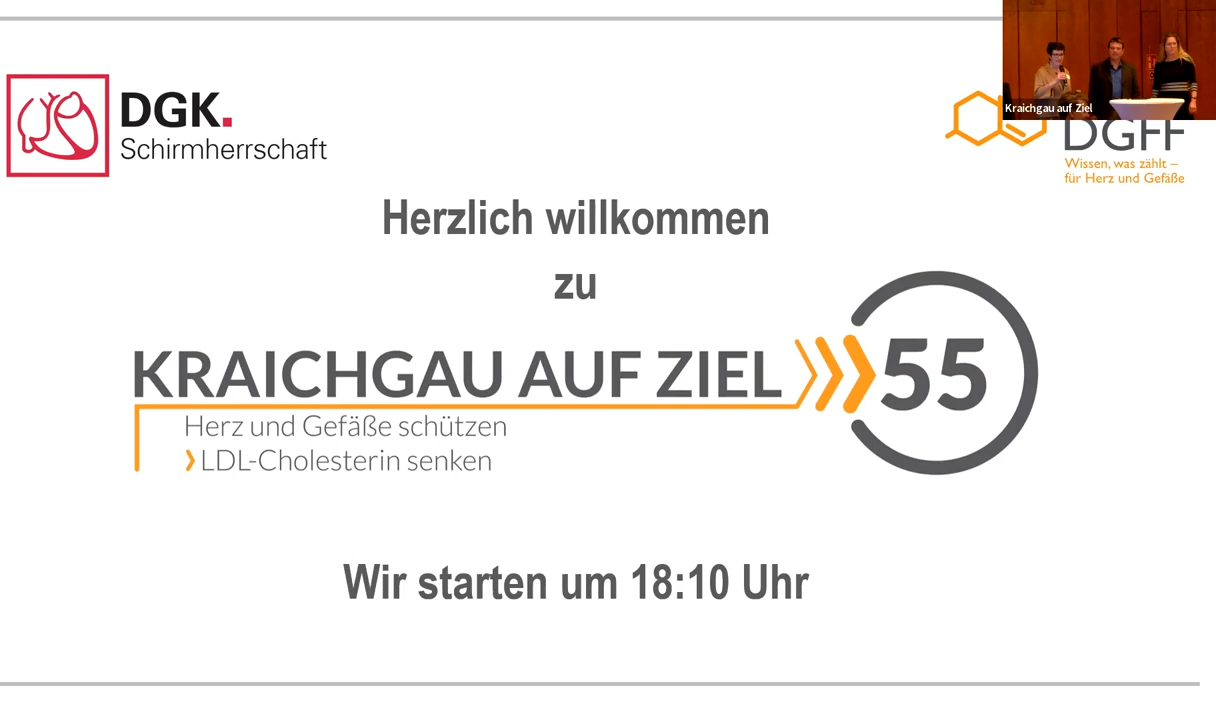 DGK.
Schirmherrschaft
Kraichgau auf Ziel
DGFF
Wissen, was zählt –
für Herz und Gefäße
Herzlich willkommen
zu
KRAICHGAU AUF ZIEL
55
Herz und Gefäße schützen
LDL-Cholesterin senken
Wir starten um 18:10 Uhr